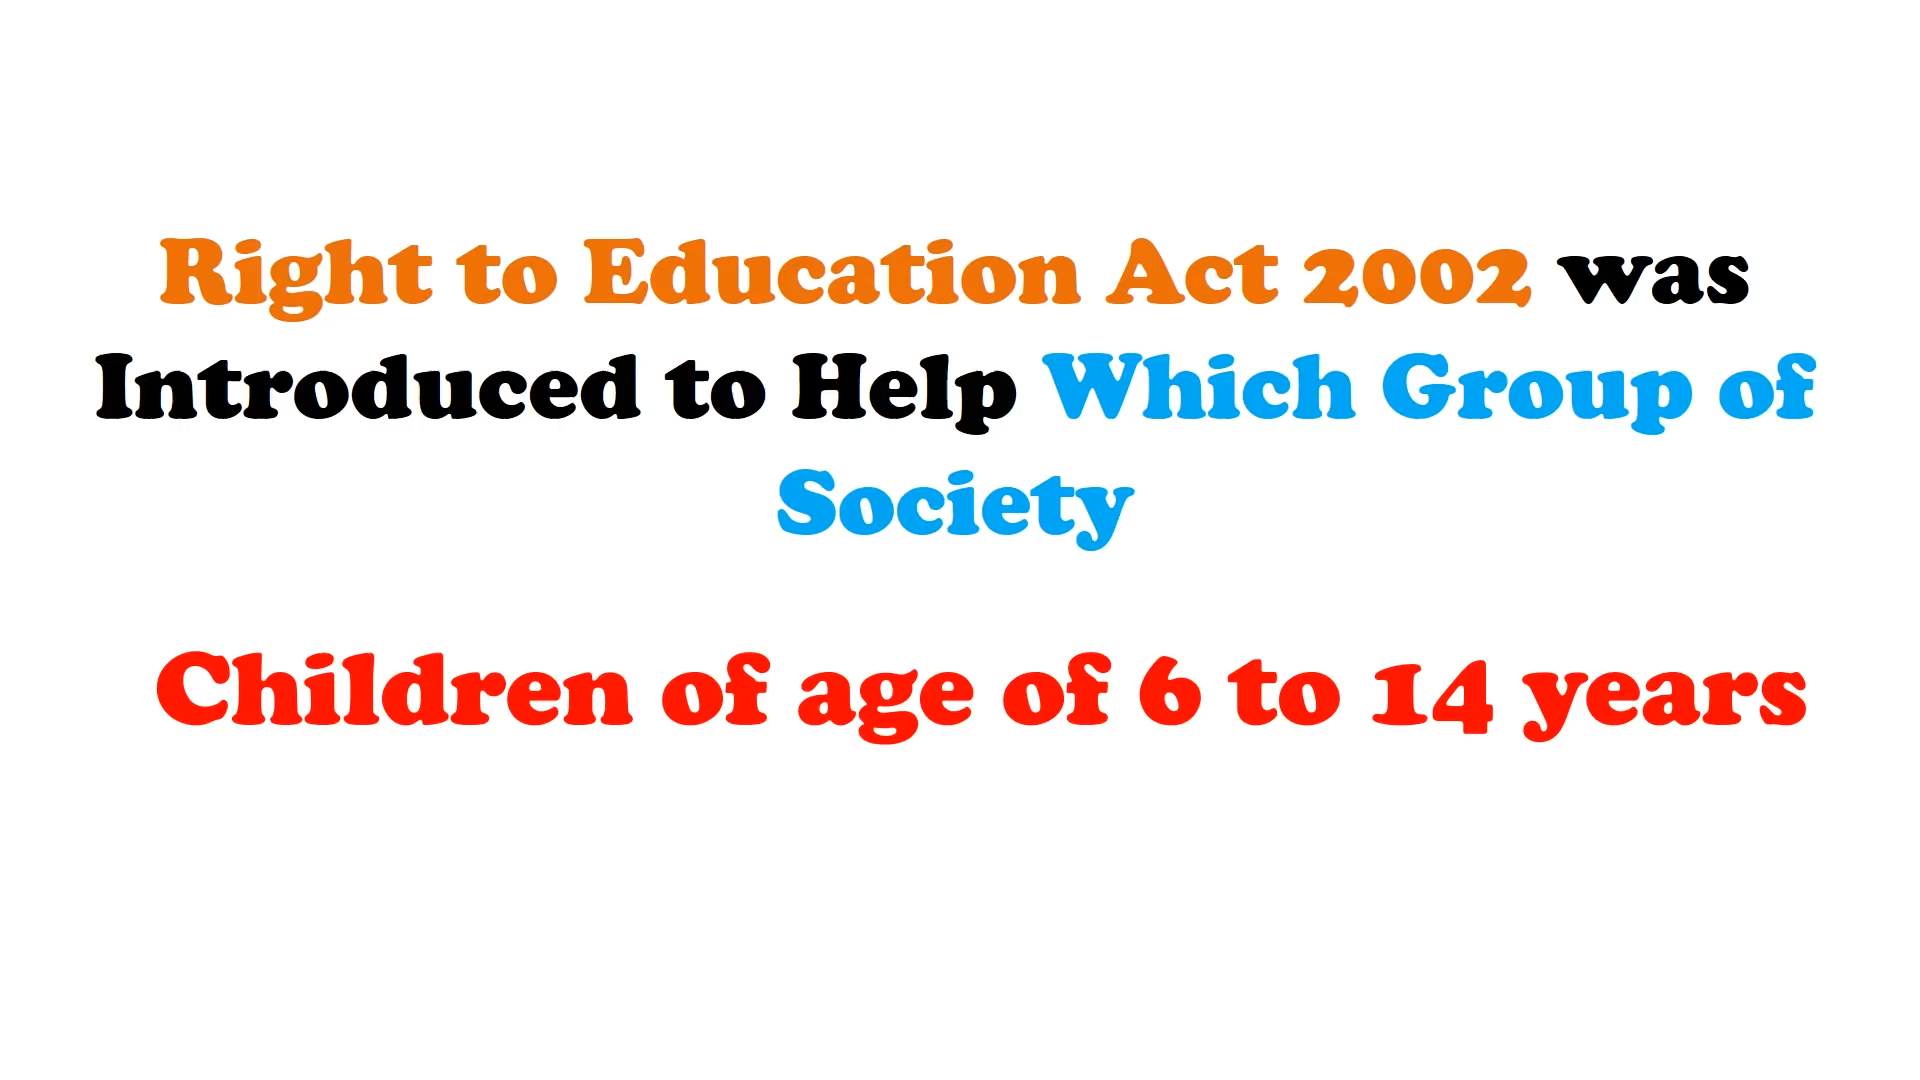 Right to Education Act 2002 was
Introduced to Help Which Group of
Society
Children of age of 6 to 14 years